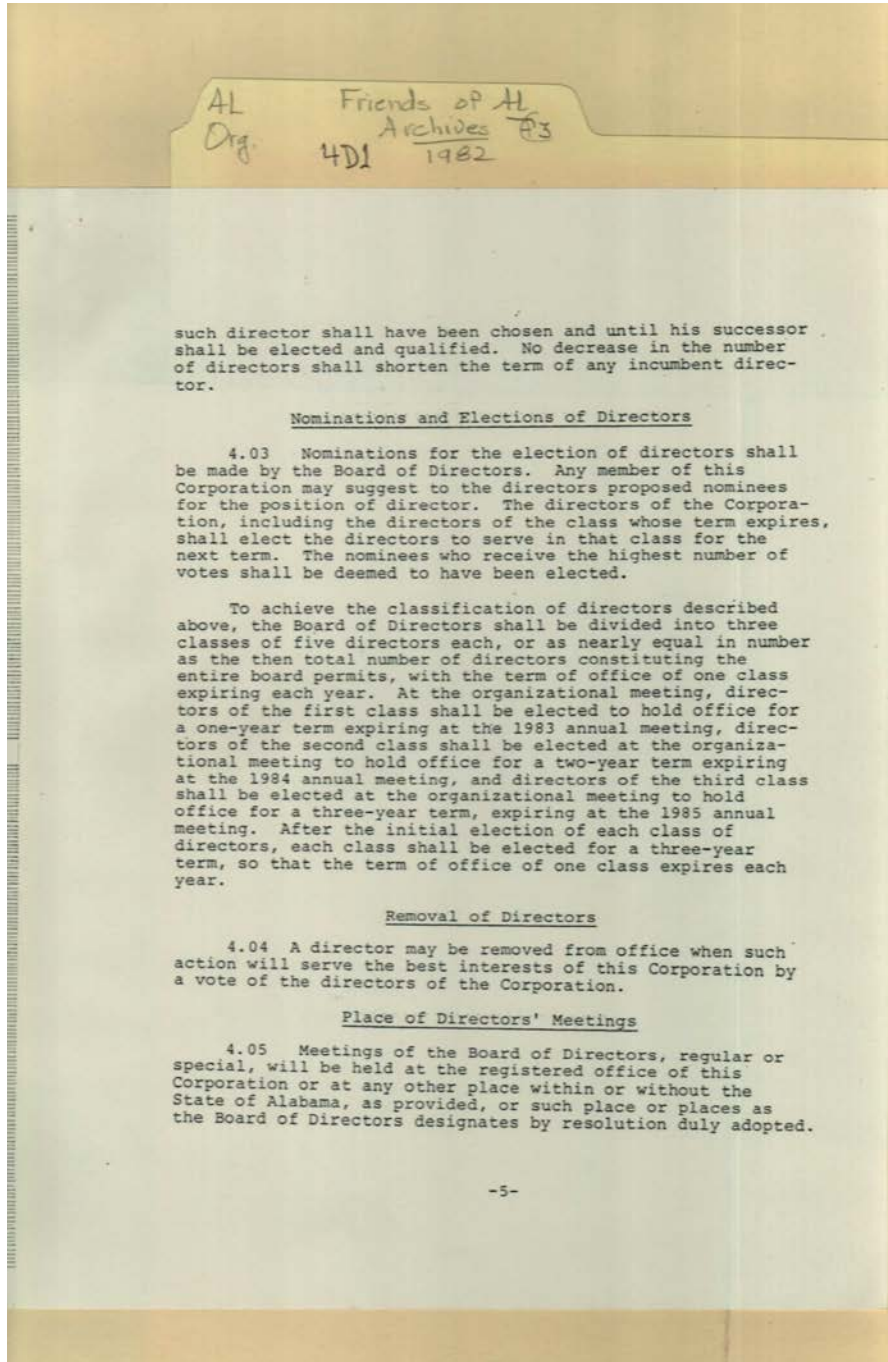 AL Friends of AL
Org. Archives
4D1 1982
such director shall have been chosen and until his successor
shall be elected and qualified. No decrease in the number
of directors shall shorten the term of any incumbent direc-
tor.
Nominations and Elections of Directors
4.03 Nominations for the election of directors shall
be made by the Board of Directors. Any member of this
Corporation may suggest to the directors proposed nominees
for the position of director. The directors of the Corpora-
tion, including the directors of the class whose term expires,
shall elect the directors to serve in that class for the
next term. The nominees who receive the highest number of
votes shall be deemed to have been elected.
To achieve the classification of directors described
above, the Board of Directors shall be divided into three
classes of five directors each, or as nearly equal in number
as the then total number of directors constituting the
entire board permits, with the term of office of one class
expiring each year. At the organizational meeting, direc-
tors of the first class shall be elected to hold office for
a one-year term expiring at the 1983 annual meeting, direc-
tors of the second class shall be elected at the organiza-
tional meeting to hold office for a two-year term expiring
at the 1984 annual meeting, and directors of the third class
shall be elected at the organizational meeting to hold
office for a three-year term, expiring at the 1985 annual
meeting. After the initial election of each class of
directors, each class shall be elected for a three-year
term, so that the term of office of one class expires each
year.
Removal of Directors
4.04 A director may be removed from office when such
action will serve the best interests of this Corporation by
a vote of the directors of the Corporation.
Place of Directors' Meetings
4.05 Meetings of the Board of Directors, regular or
special, will be held at the registered office of this
Corporation or at any other place within or without the
State of Alabama, as provided, or such place or places as
the Board of Directors designates by resolution duly adopted.
-5-